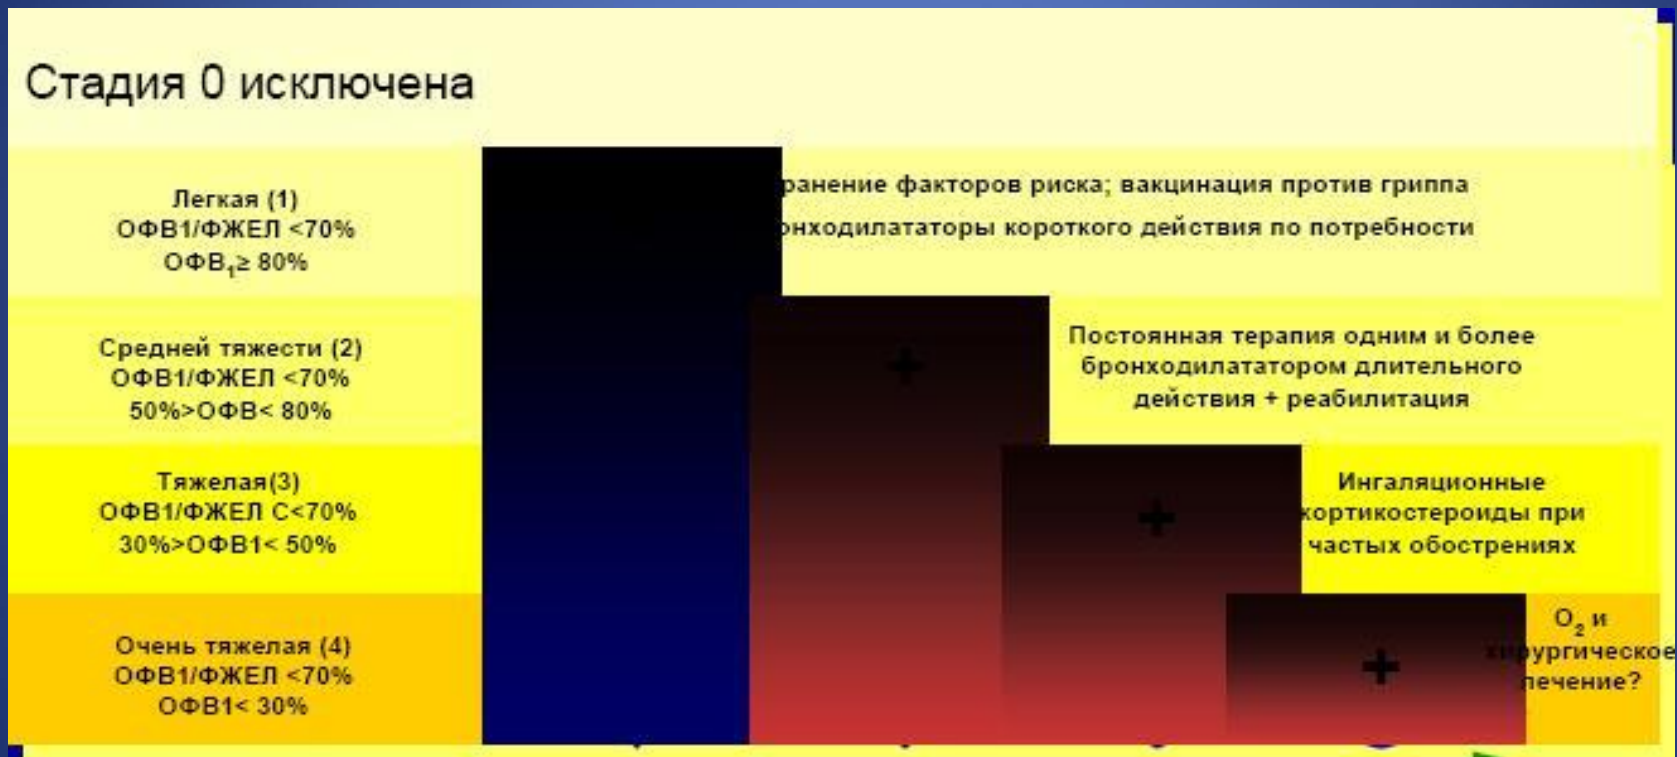 Стадия 0 исключена
Легкая (1)
ОФВ1/ФЖЕЛ <70%
ОФВ1≥ 80%
ранение факторов риска; вакцинация против гриппа
онходилататоры короткого действия по потребности
Средней тяжести (2)
ОФВ1/ФЖЕЛ <70%
50%>ОФВ< 80%
+
Постоянная терапия одним и более
бронходилататором длительного
действия + реабилитация
Тяжелая(3)
ОФВ1/ФЖЕЛ С<70%
30%>ОФВ1< 50%
+
Ингаляционные
кортикостероиды при
частых обострениях
Очень тяжелая (4)
ОФВ1/ФЖЕЛ <70%
ОФВ1< 30%
+
О2 и
хирургическое
лечение?